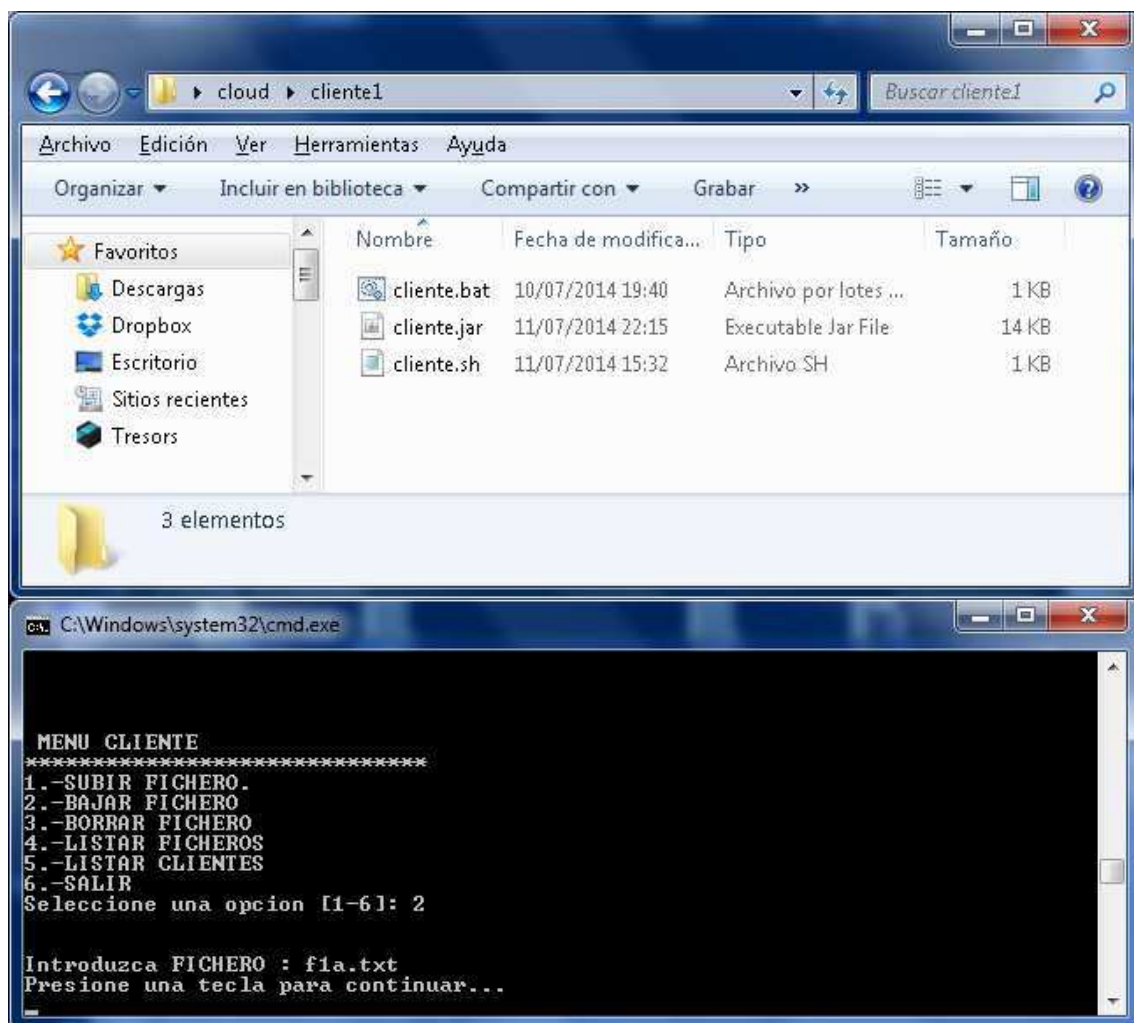 cloud ▸ cliente1
Buscar cliente1
Archivo Edición Ver Herramientas Ayuda
Organizar Incluir en biblioteca Compartir con Grabar »
Favoritos
Descargas
Dropbox
Escritorio
Sitios recientes
Tresors
Nombre Fecha de modifica... Tipo Tamaño
cliente.bat 10/07/2014 19:40 Archivo por lotes ... 1 KB
cliente.jar 11/07/2014 22:15 Executable Jar File 14 KB
cliente.sh 11/07/2014 15:32 Archivo SH 1 KB
3 elementos
C:\Windows\system32\cmd.exe
MENU CLIENTE
*******************************
1.-SUBIR FICHERO.
2.-BAJAR FICHERO
3.-BORRAR FICHERO
4.-LISTAR FICHEROS
5.-LISTAR CLIENTES
6.-SALIR
Seleccione una opcion [1-6]: 2
Introduzca FICHERO : f1a.txt
Presione una tecla para continuar...